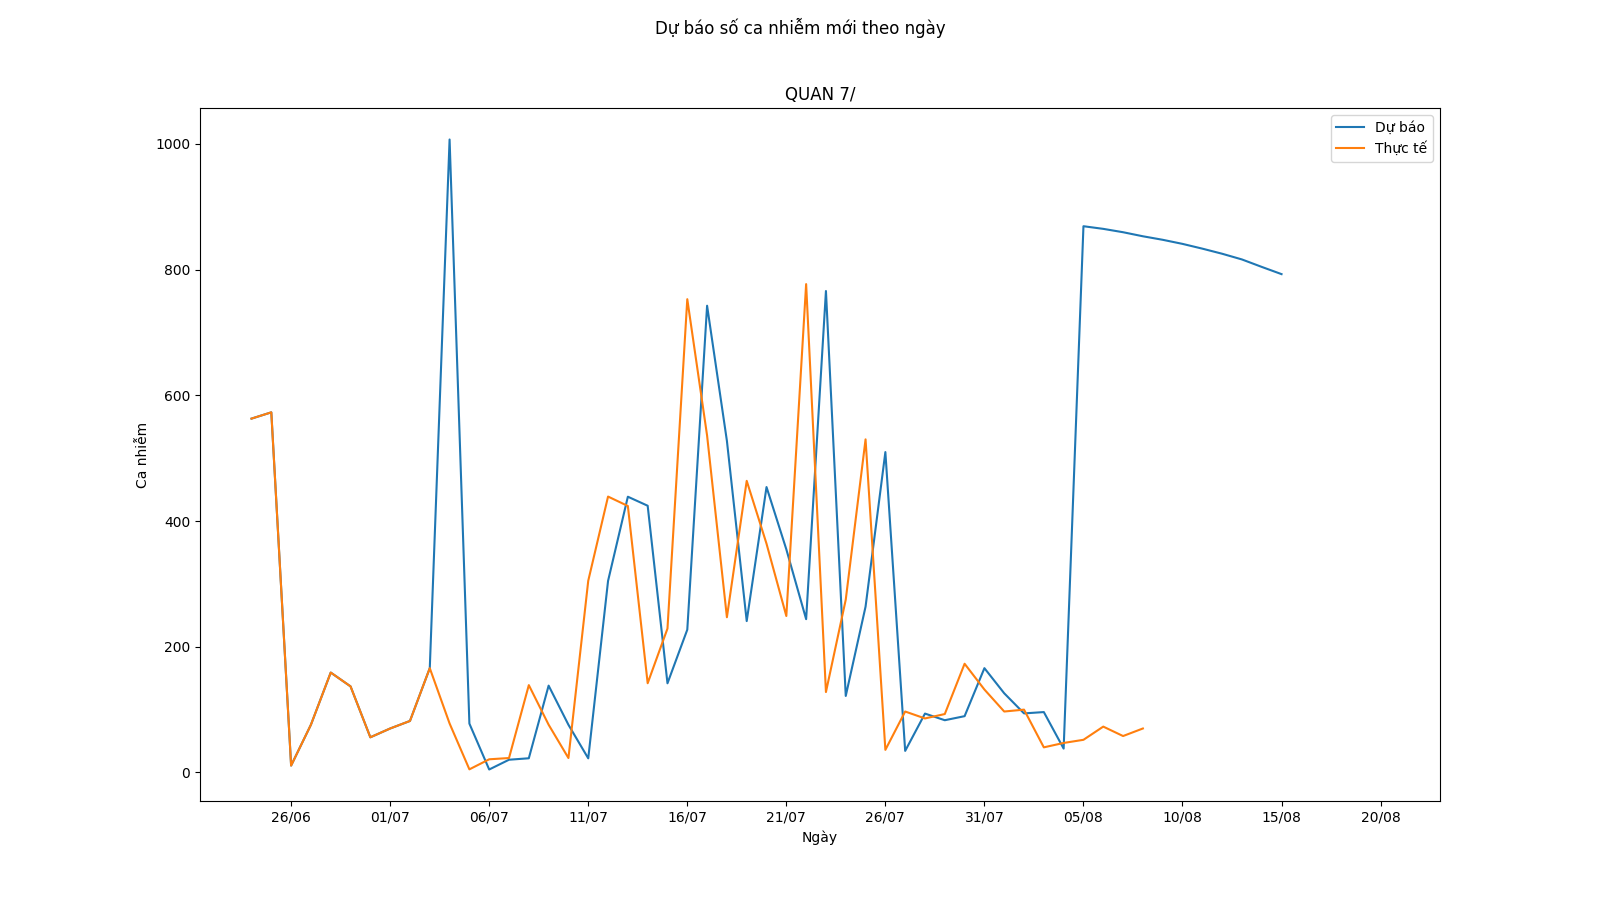 Dự báo số ca nhiễm mới theo ngày
QUAN 7/
Dự báo
Thực tế
1000
800
600
400
200
0
Ca nhiễm
26/06 01/07 06/07 11/07 16/07 21/07 26/07 31/07 05/08 10/08 15/08 20/08
Ngày